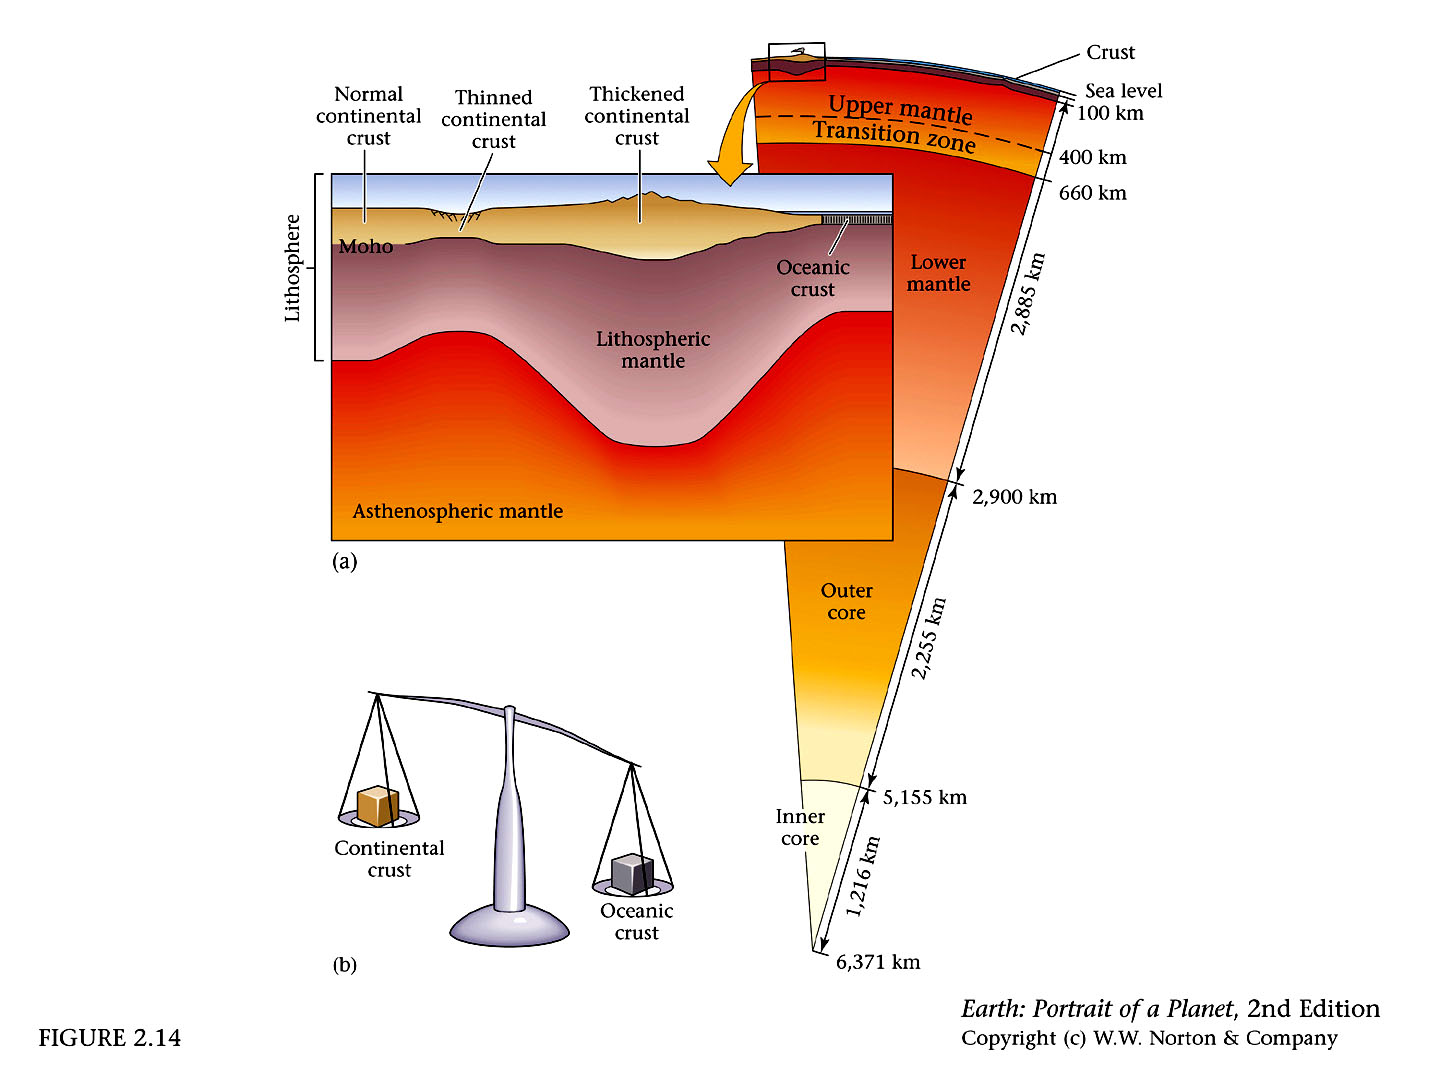 Crust
Sea level
100 km
Upper mantle
Transition zone
400 km
660 km
Normal
continental
crust
Thinned
continental
crust
Thickened
continental
crust
Lithosphere
Moho
Oceanic
crust
Lithospheric
mantle
Asthenospheric mantle
(a)
Lower
mantle
2,885 km
2,900 km
Outer
core
2,255 km
5,155 km
Inner
core
1,216 km
6,371 km
Continental
crust
Oceanic
crust
(b)
Earth: Portrait of a Planet, 2nd Edition
Copyright (c) W.W. Norton & Company
FIGURE 2.14